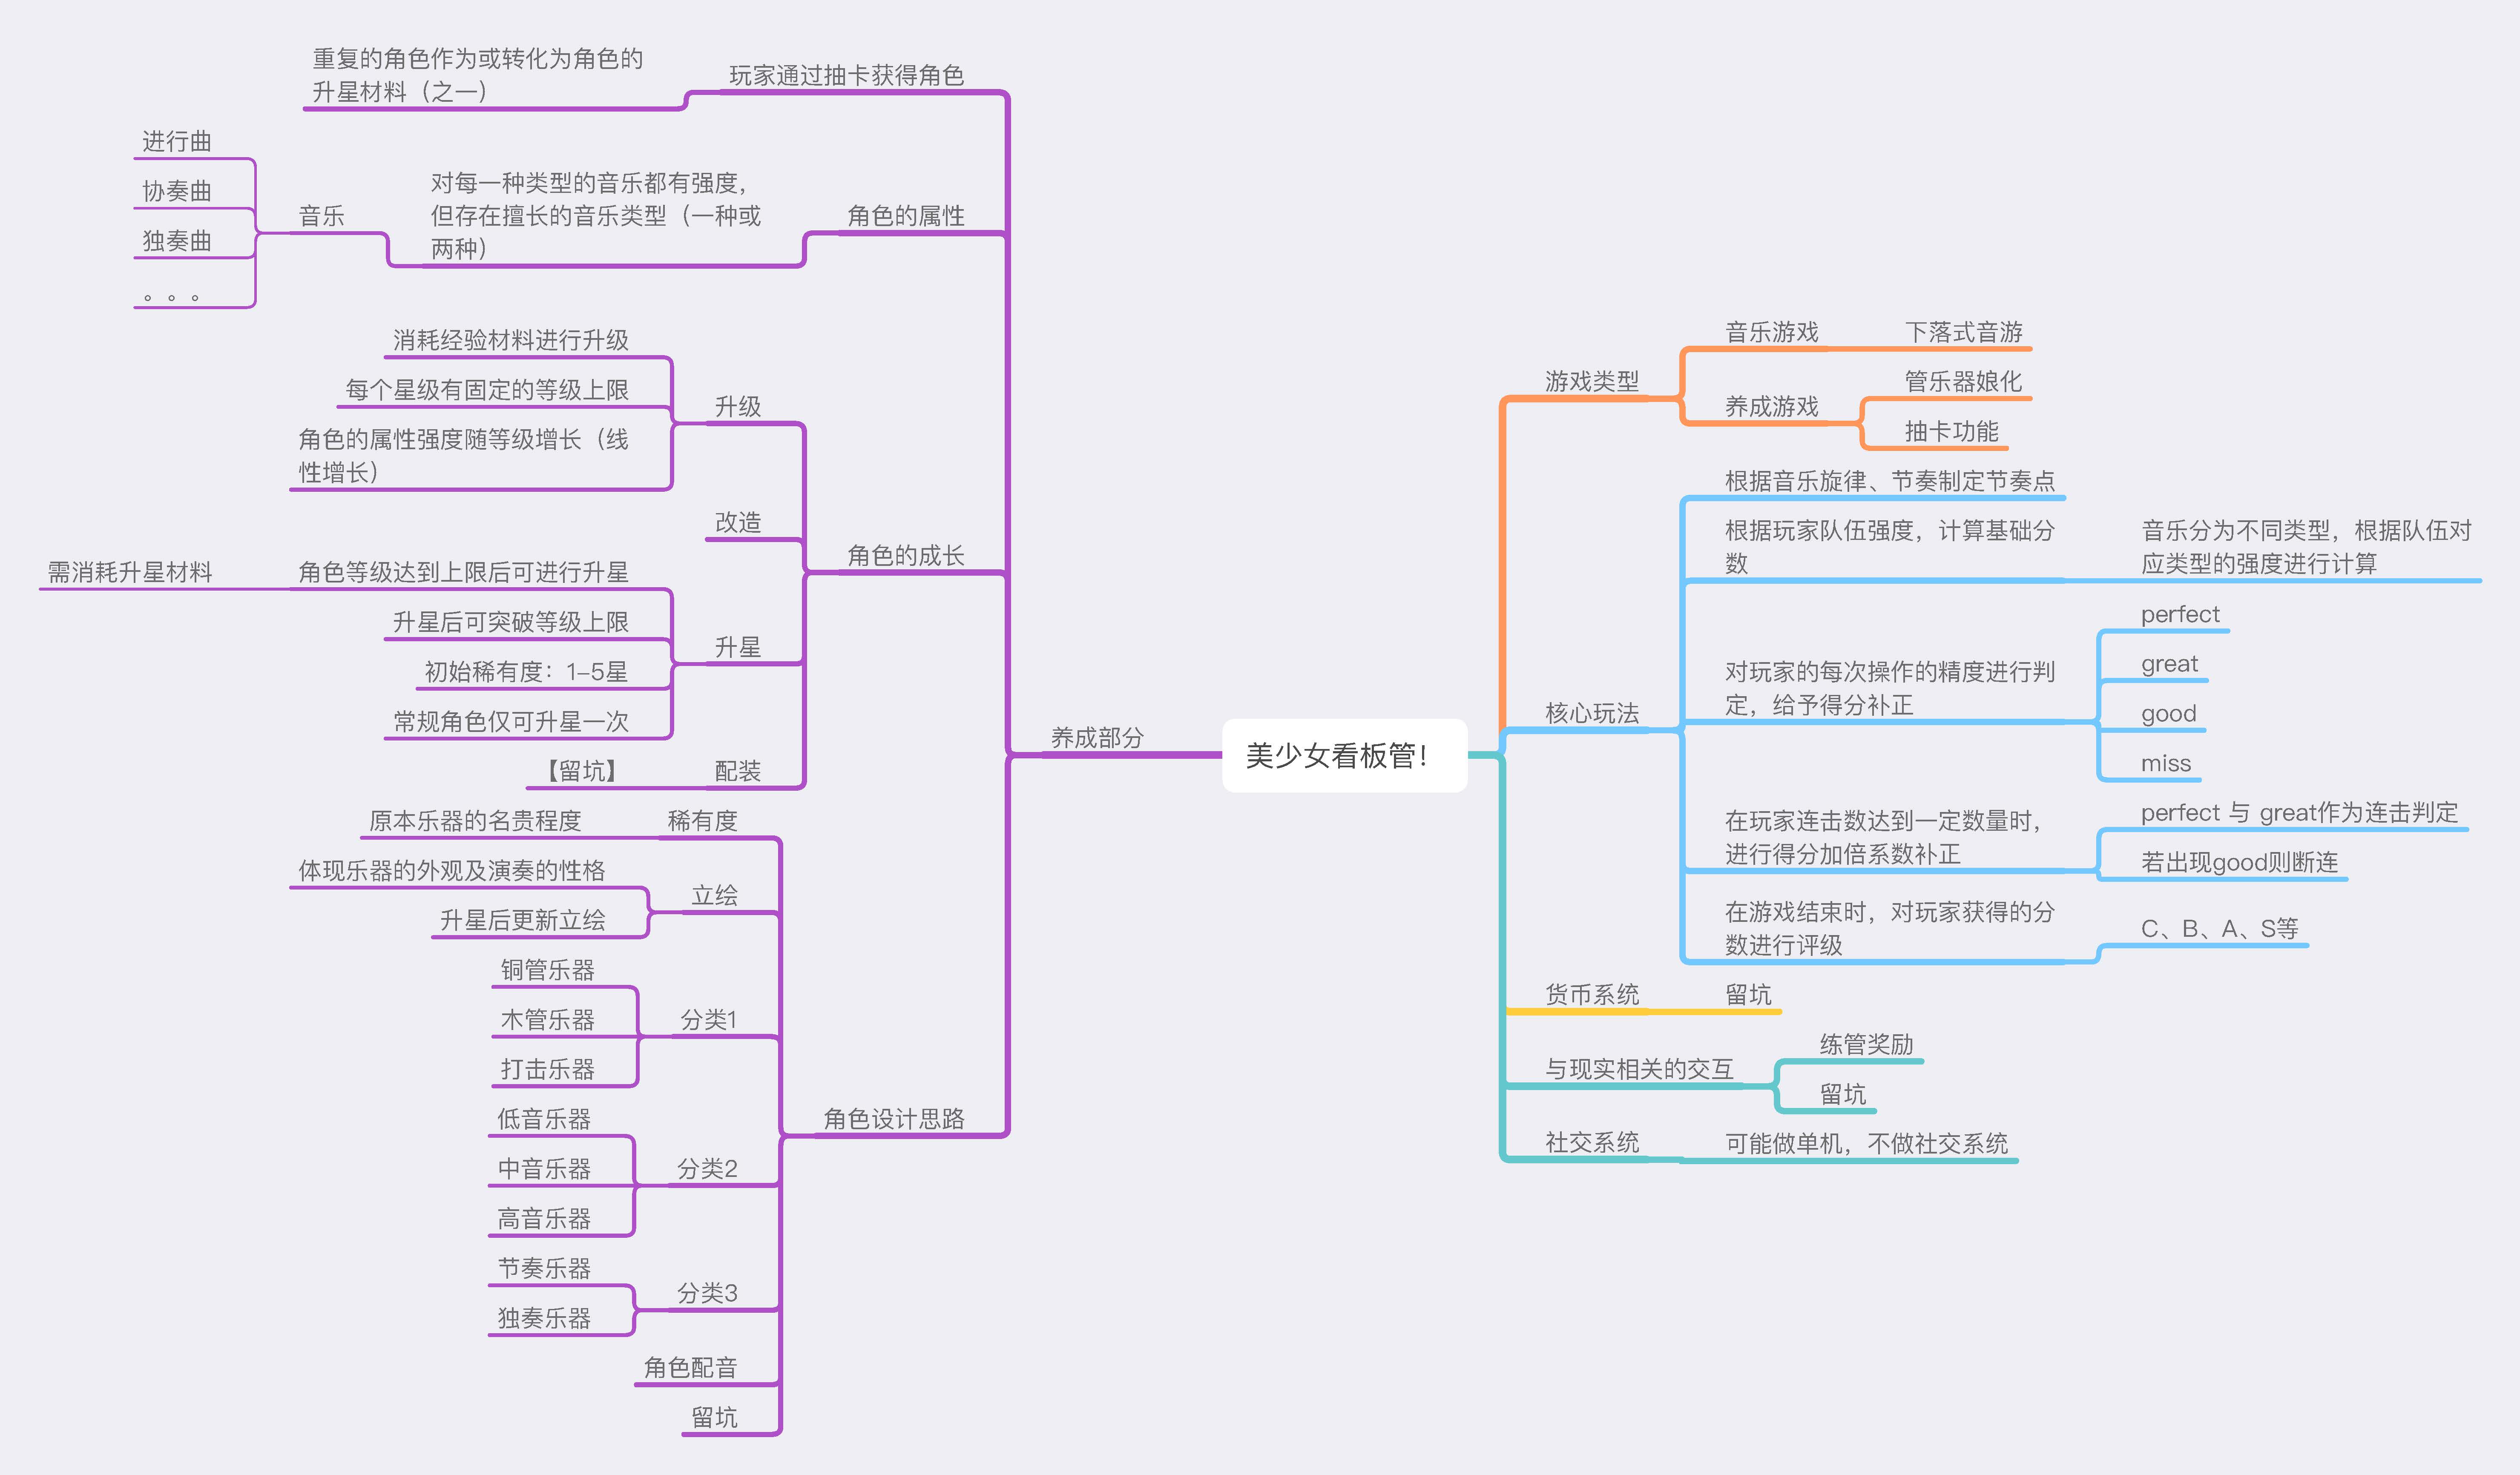 美少女看板管！
游戏类型
音乐游戏
下落式音游
养成游戏
管乐器娘化
抽卡功能
核心玩法
根据音乐旋律、节奏制定节奏点
根据玩家队伍强度，计算基础分
数
音乐分为不同类型，根据队伍对
应类型的强度进行计算
对玩家的每次操作的精度进行判
定，给予得分补正
perfect
great
good
miss
在玩家连击数达到一定数量时，
进行得分加倍系数补正
perfect 与 great作为连击判定
若出现good则断连
在游戏结束时，对玩家获得的分
数进行评级
C、B、A、S等
货币系统
留坑
与现实相关的交互
练管奖励
留坑
社交系统
可能做单机，不做社交系统
养成部分
玩家通过抽卡获得角色
重复的角色作为或转化为角色的
升星材料（之一）
角色的属性
对每一种类型的音乐都有强度，
但存在擅长的音乐类型（一种或
两种）
音乐
进行曲
协奏曲
独奏曲
。。。
角色的成长
升级
消耗经验材料进行升级
每个星级有固定的等级上限
角色的属性强度随等级增长（线
性增长）
改造
升星
角色等级达到上限后可进行升星
需消耗升星材料
升星后可突破等级上限
初始稀有度：1–5星
常规角色仅可升星一次
配装
【留坑】
角色设计思路
稀有度
原本乐器的名贵程度
立绘
体现乐器的外观及演奏的性格
升星后更新立绘
分类1
铜管乐器
木管乐器
打击乐器
分类2
低音乐器
中音乐器
高音乐器
分类3
节奏乐器
独奏乐器
角色配音
留坑